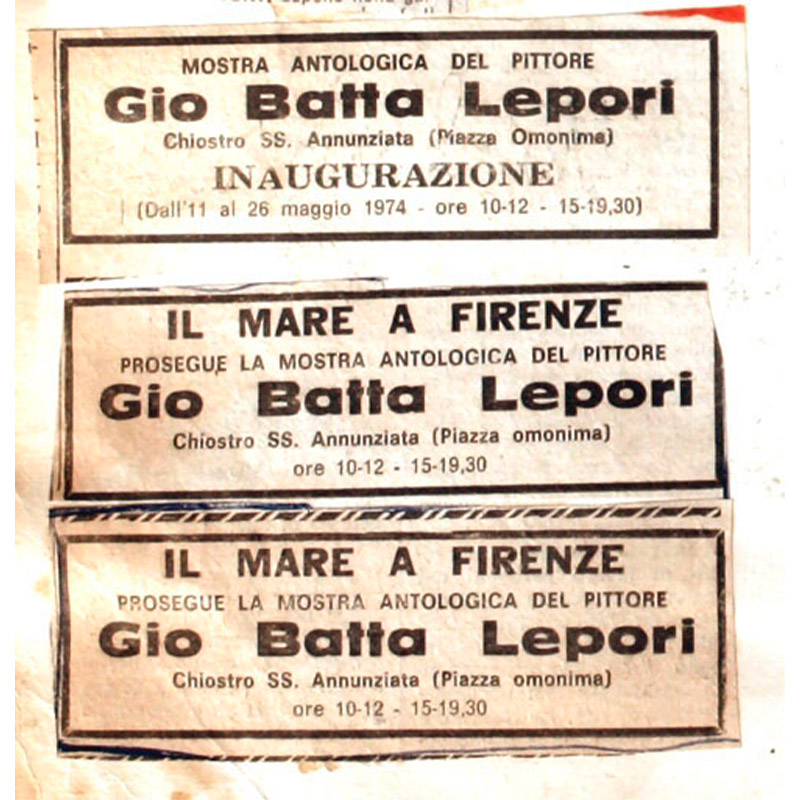 MOSTRA ANTOLOGICA DEL PITTORE
Gio Batta Lepori
Chiostro SS. Annunziata (Piazza Omonima)
INAUGURAZIONE
(Dall'11 al 26 maggio 1974 - ore 10-12 - 15-19,30)
IL MARE A FIRENZE
PROSEGUE LA MOSTRA ANTOLOGICA DEL PITTORE
Gio Batta Lepori
Chiostro SS. Annunziata (Piazza omonima)
ore 10-12 - 15-19,30
IL MARE A FIRENZE
PROSEGUE LA MOSTRA ANTOLOGICA DEL PITTORE
Gio Batta Lepori
Chiostro SS. Annunziata (Piazza omonima)
ore 10-12 - 15-19,30